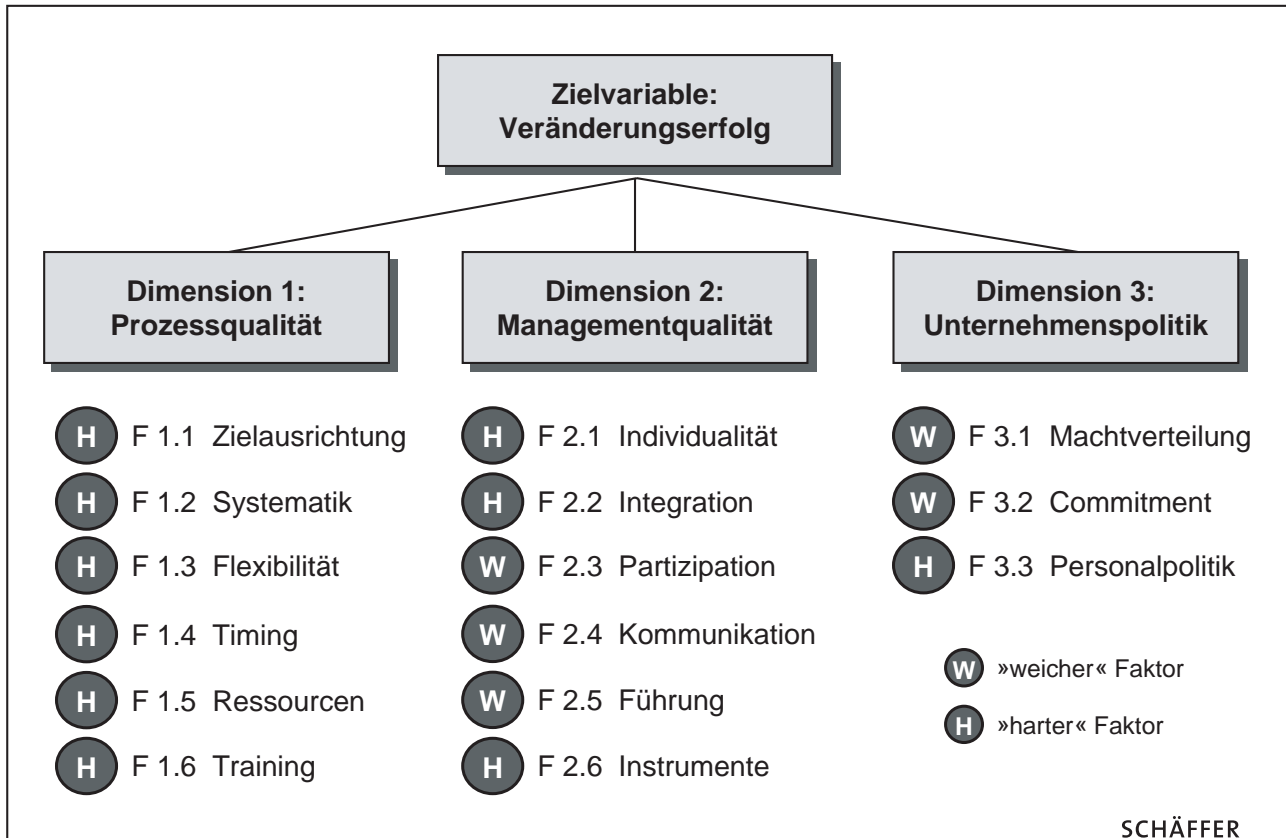 Zielvariable:
Veränderungserfolg
Dimension 1:
Prozessqualität
H F 1.1 Zielausrichtung
H F 1.2 Systematik
H F 1.3 Flexibilität
H F 1.4 Timing
H F 1.5 Ressourcen
H F 1.6 Training
Dimension 2:
Managementqualität
H F 2.1 Individualität
H F 2.2 Integration
W F 2.3 Partizipation
W F 2.4 Kommunikation
W F 2.5 Führung
H F 2.6 Instrumente
Dimension 3:
Unternehmenspolitik
W F 3.1 Machtverteilung
W F 3.2 Commitment
H F 3.3 Personalpolitik
W »weicher« Faktor
H »harter« Faktor
SCHÄFFER